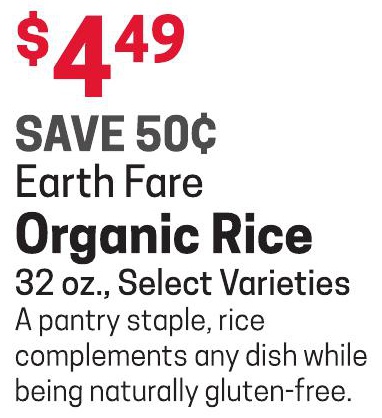 $4.49
SAVE 50¢
Earth Fare
Organic Rice
32 oz., Select Varieties
A pantry staple, rice
complements any dish while
being naturally gluten-free.